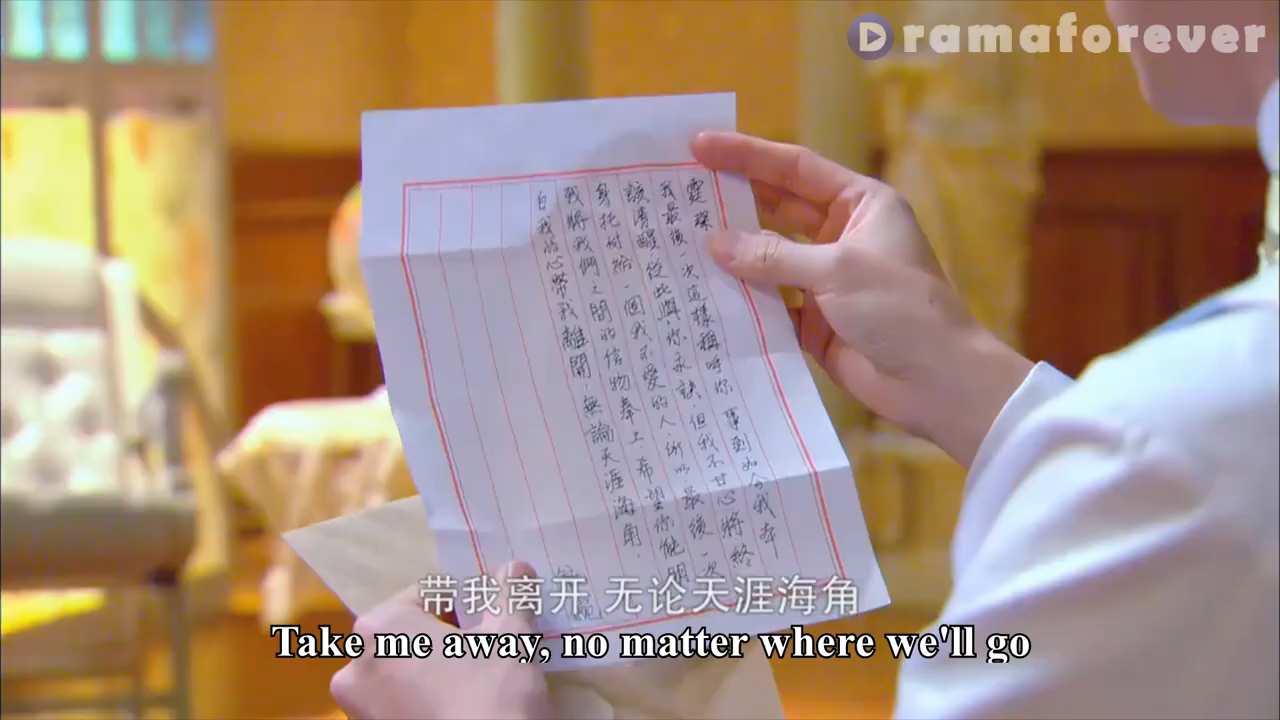 Dramaforever
霆琛
我最後一次這樣稱呼你 事到如今我本
該清醒 從此與你永訣 但我不甘心將終
身托付給一個我不愛的人 所以最後一次
我將我們之間的信物奉上 希望你能明
白我的心 帶我離開 無論天涯海角
带我离开 无论天涯海角
Take me away, no matter where we'll go